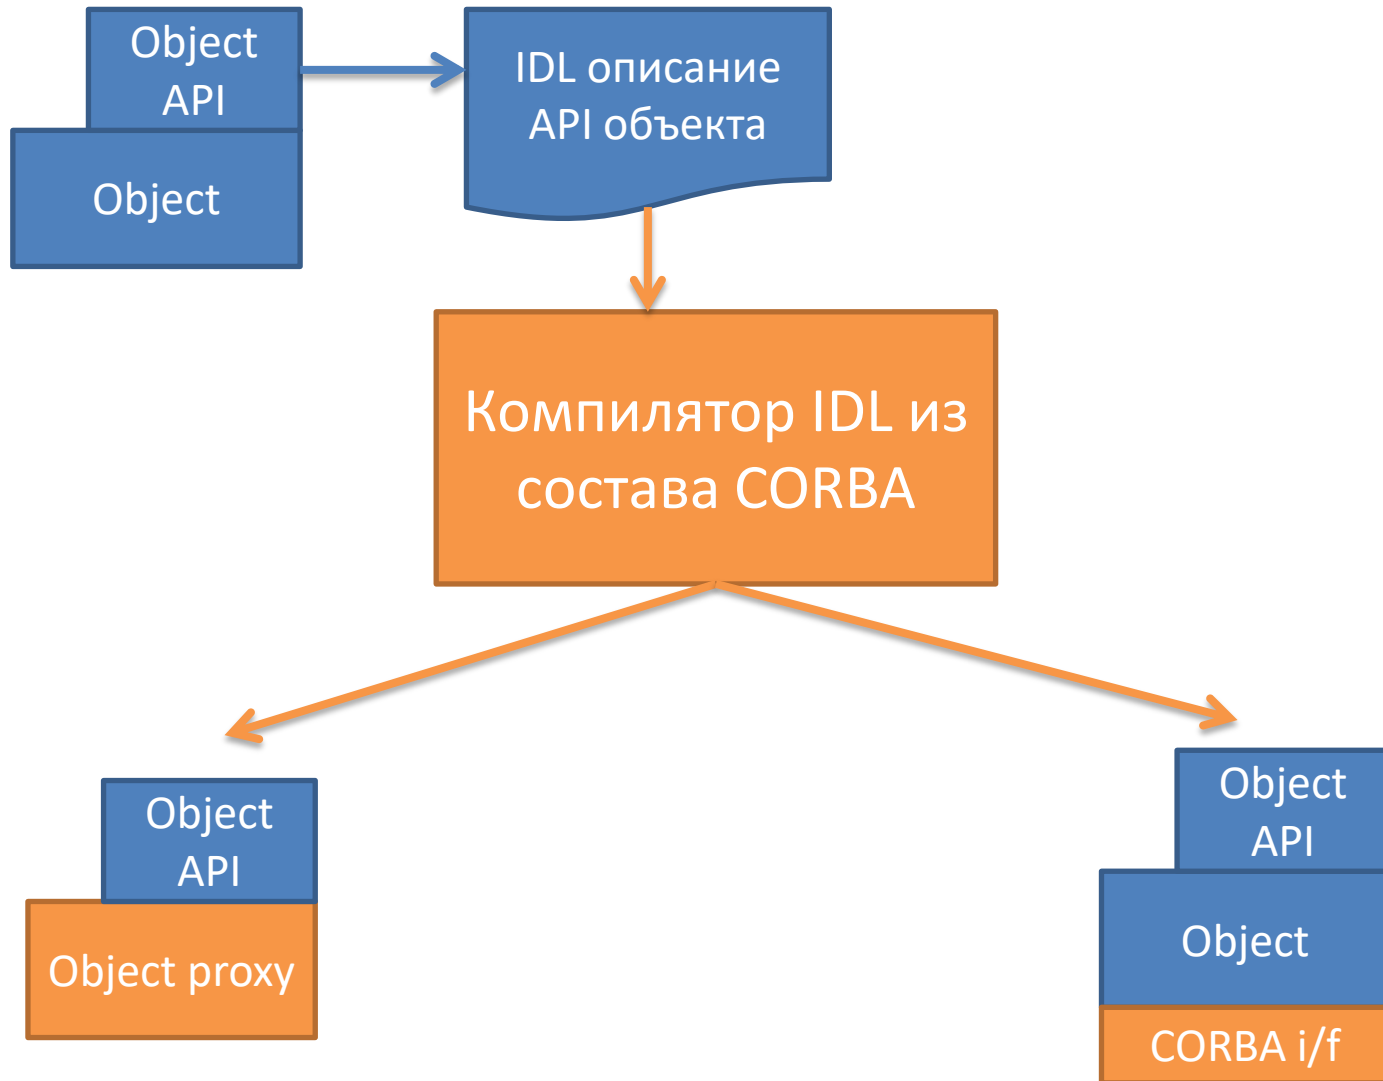 Object
API
Object
IDL описание
API объекта
Компилятор IDL из
состава CORBA
Object
API
Object proxy
Object
API
Object
CORBA i/f